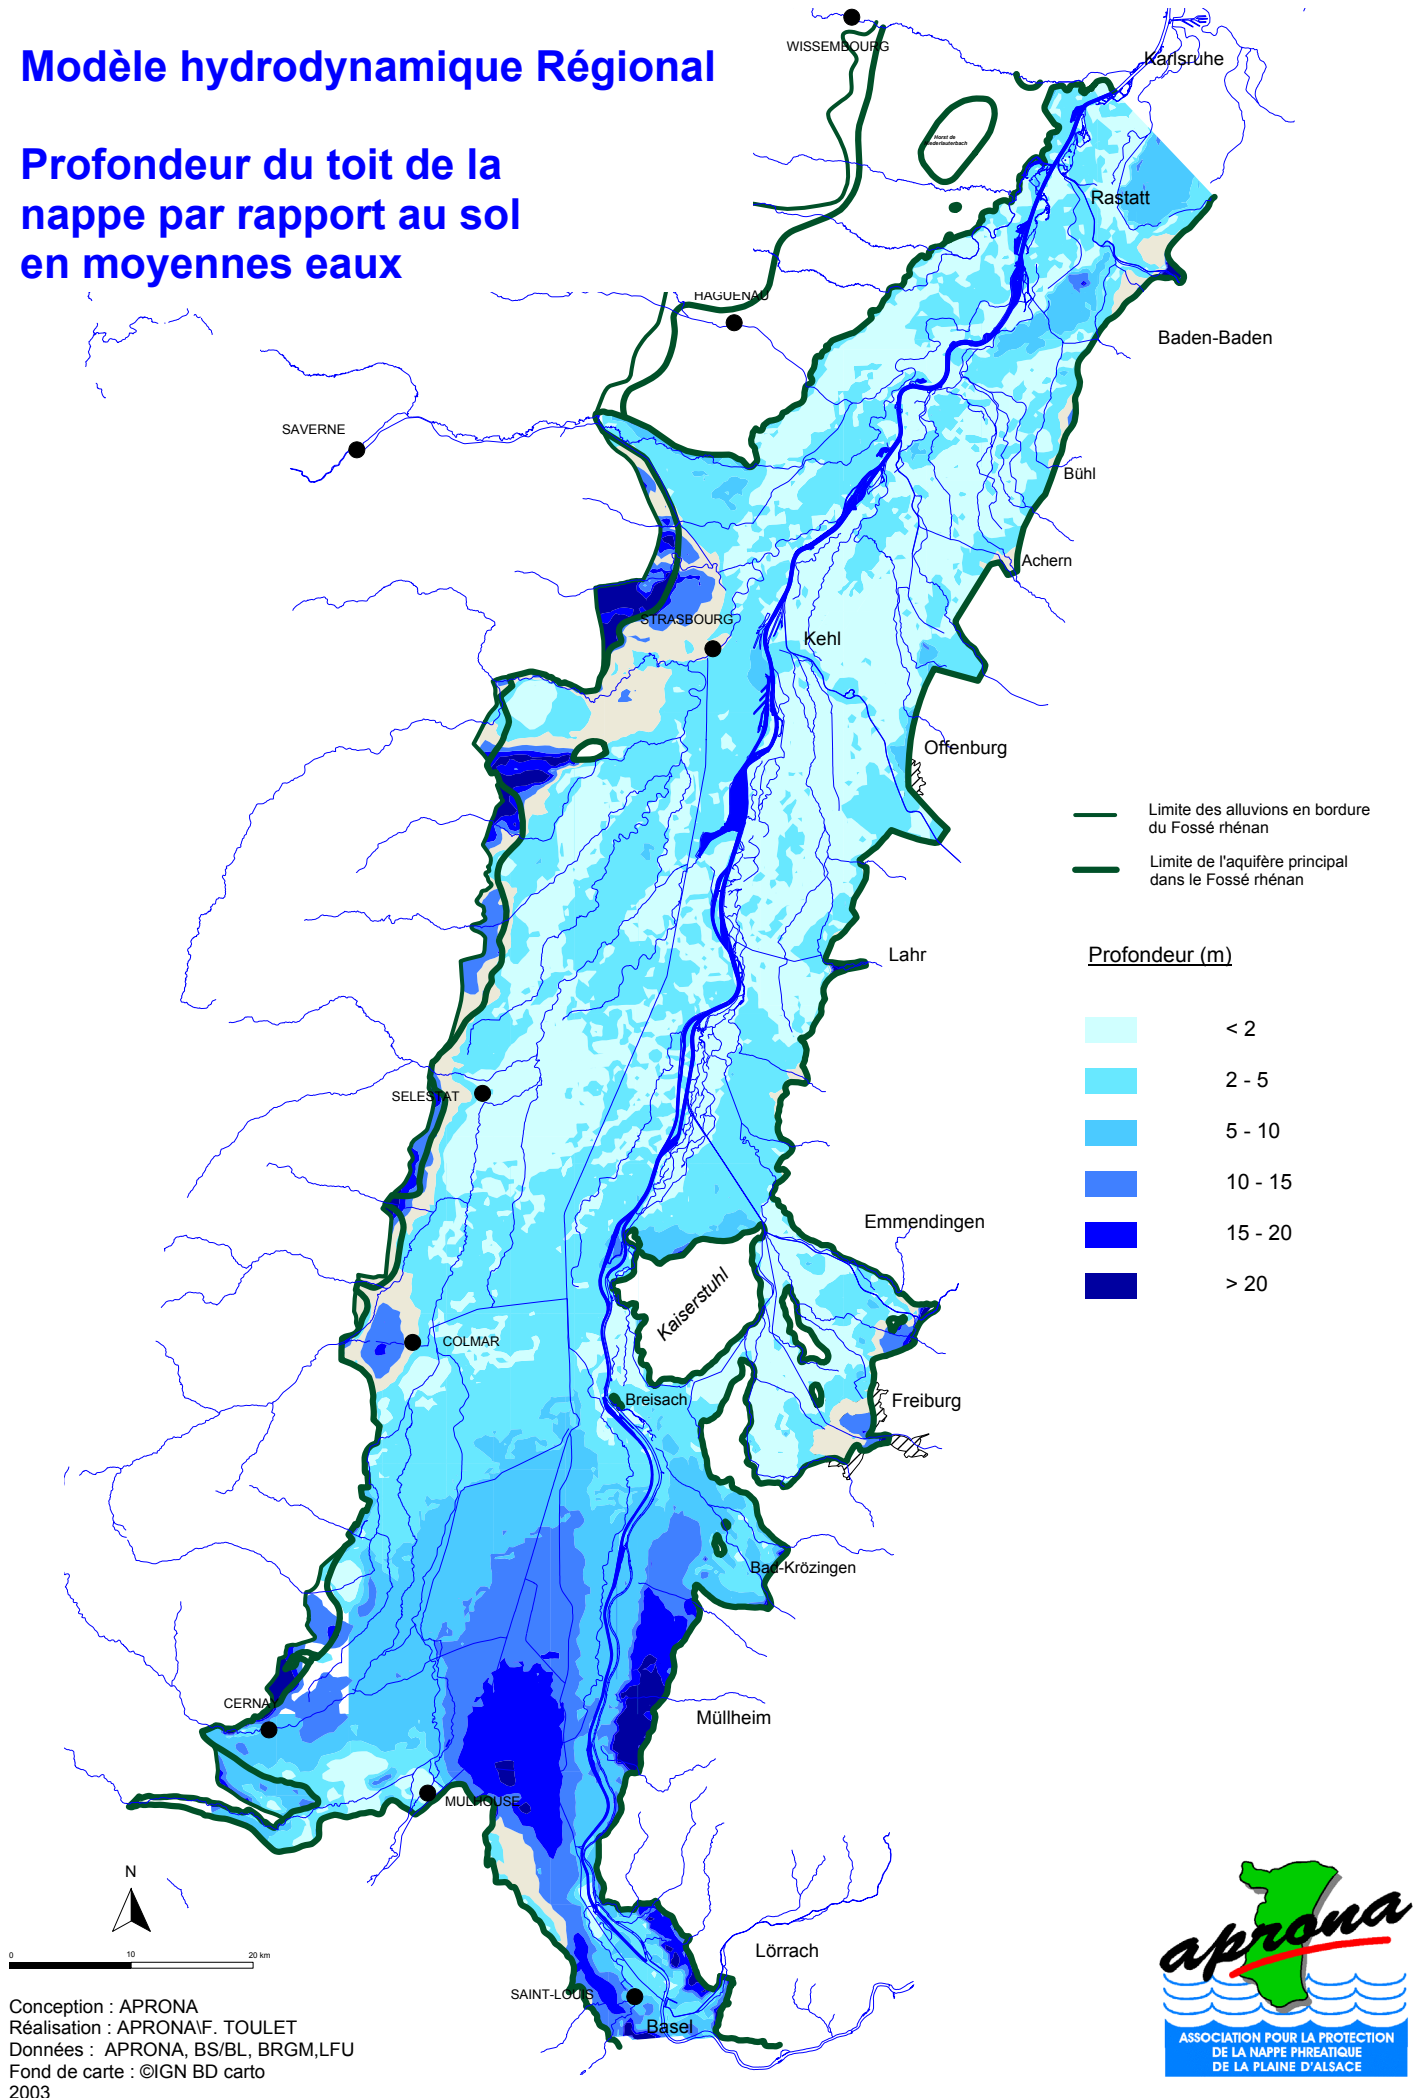 Modèle hydrodynamique Régional
Profondeur du toit de la
nappe par rapport au sol
en moyennes eaux
WISSEMBOURG
Karlsruhe
Horst de
Niederlauterbach
Rastatt
HAGUENAU
Baden-Baden
SAVERNE
Bühl
Achern
STRASBOURG
Kehl
Offenburg
Limite des alluvions en bordure
du Fossé rhénan
Limite de l'aquifère principal
dans le Fossé rhénan
Lahr
Profondeur (m)
< 2
2 - 5
5 - 10
10 - 15
15 - 20
> 20
SELESTAT
Emmendingen
Kaiserstuhl
COLMAR
Breisach
Freiburg
Bad-Krözingen
CERNAY
Müllheim
MULHOUSE
N
0 10 20 km
Lörrach
SAINT-LOUIS
Basel
Conception : APRONA
Réalisation : APRONA\F. TOULET
Données : APRONA, BS/BL, BRGM,LFU
Fond de carte : ©IGN BD carto
2003
aprona
ASSOCIATION POUR LA PROTECTION
DE LA NAPPE PHREATIQUE
DE LA PLAINE D'ALSACE